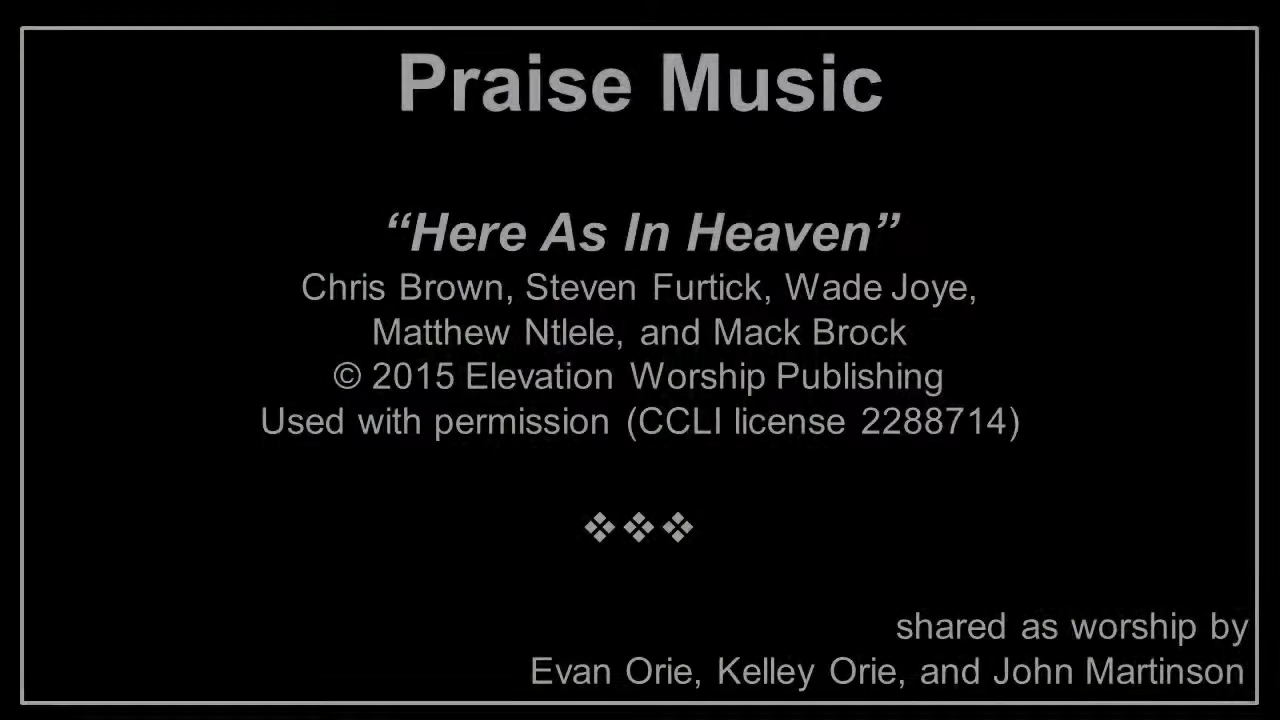 Praise Music
“Here As In Heaven”
Chris Brown, Steven Furtick, Wade Joye,
Matthew Ntlele, and Mack Brock
© 2015 Elevation Worship Publishing
Used with permission (CCLI license 2288714)
❖❖❖
shared as worship by
Evan Orie, Kelley Orie, and John Martinson